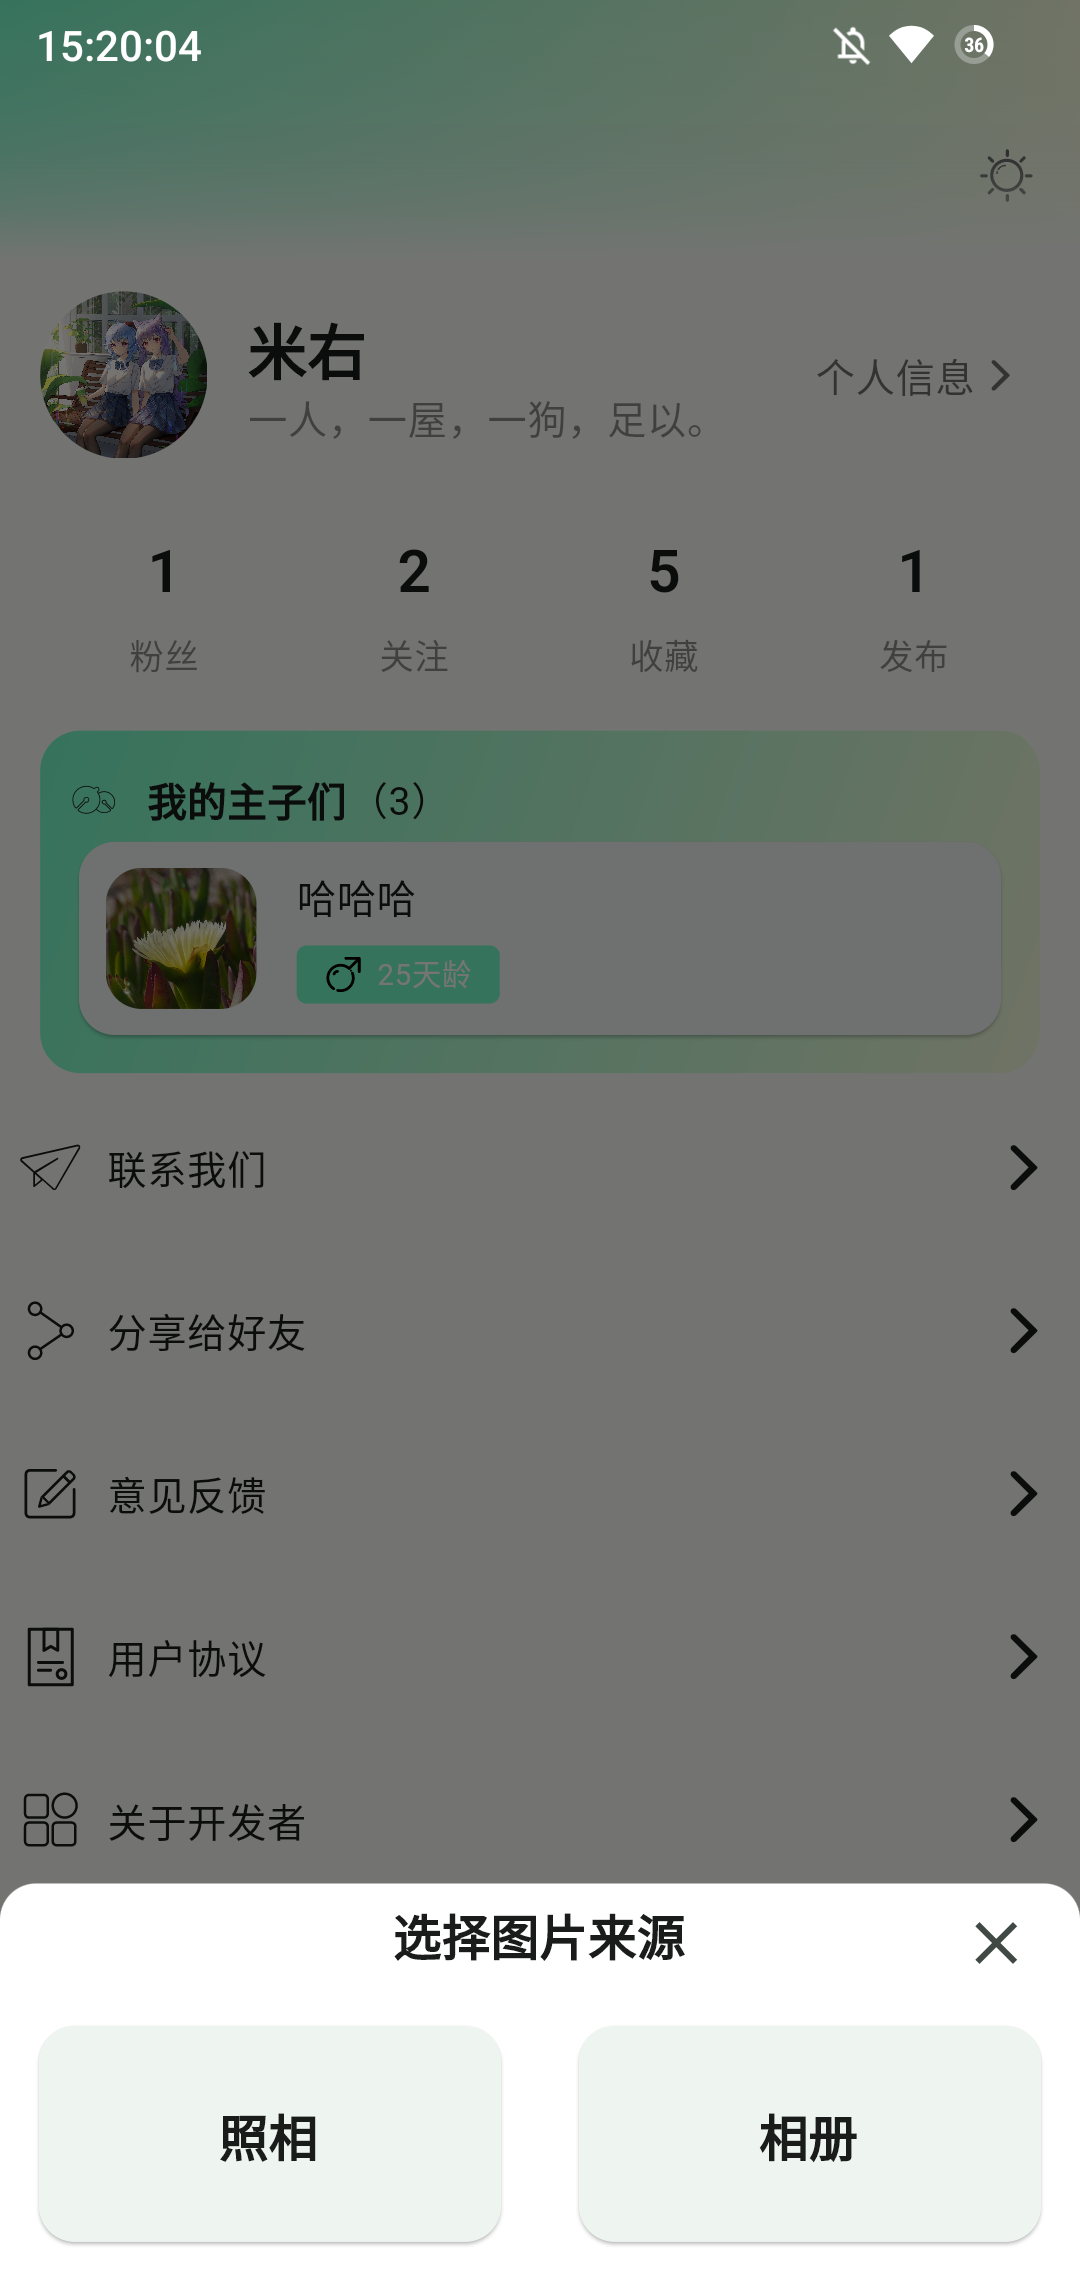 15:20:04
36
米右
一人，一屋，一狗，足以。
个人信息
1
2
5
1
粉丝
关注
收藏
发布
我的主子们（3）
哈哈哈
25天龄
联系我们
分享给好友
意见反馈
用户协议
关于开发者
选择图片来源
照相
相册